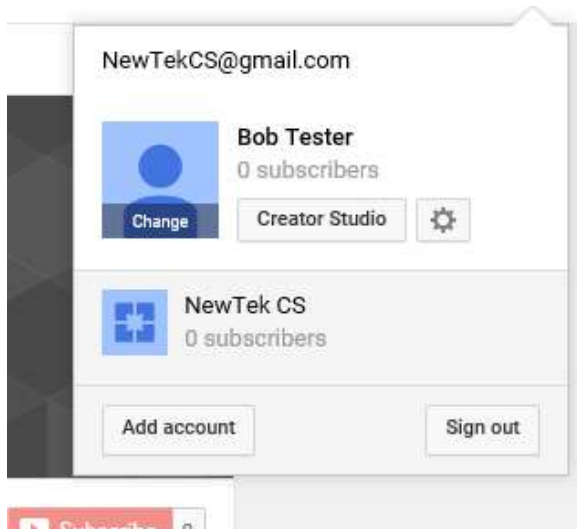 NewTekCS@gmail.com
Bob Tester
0 subscribers
Change
Creator Studio
NewTek CS
0 subscribers
Add account
Sign out
Subscribe 0